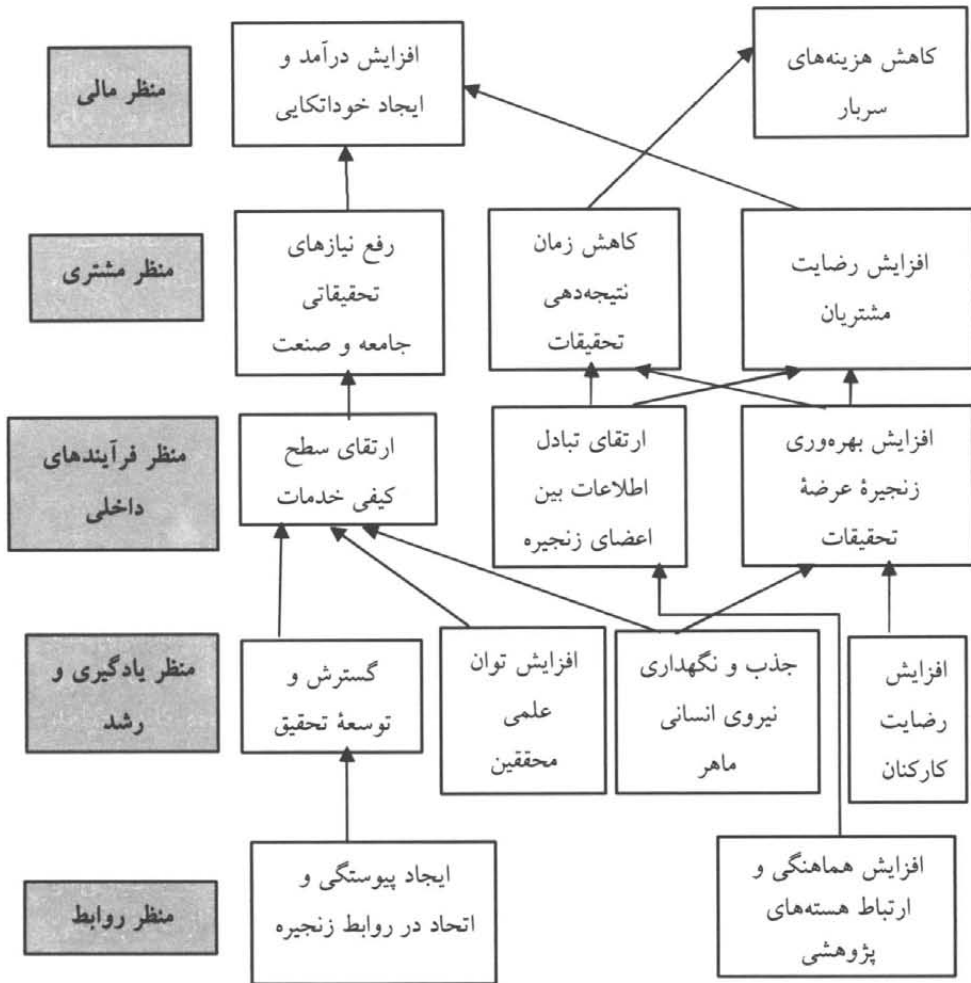 منظر مالی
افزایش درآمد و
ایجاد خوداتکایی
کاهش هزینه‌های
سربار
منظر مشتری
رفع نیازهای
تحقیقاتی
جامعه و صنعت
کاهش زمان
نتیجه‌دهی
تحقیقات
افزایش رضایت
مشتریان
منظر فرآیندهای
داخلی
ارتقای سطح
کیفی خدمات
ارتقای تبادل
اطلاعات بین
اعضای زنجیره
افزایش بهره‌وری
زنجیرهٔ عرضهٔ
تحقیقات
منظر یادگیری و
رشد
گسترش و
توسعهٔ تحقیق
افزایش توان
علمی
محققین
جذب و نگهداری
نیروی انسانی
ماهر
افزایش
رضایت
کارکنان
منظر روابط
ایجاد پیوستگی و
اتحاد در روابط زنجیره
افزایش هماهنگی و
ارتباط هسته‌های
پژوهشی